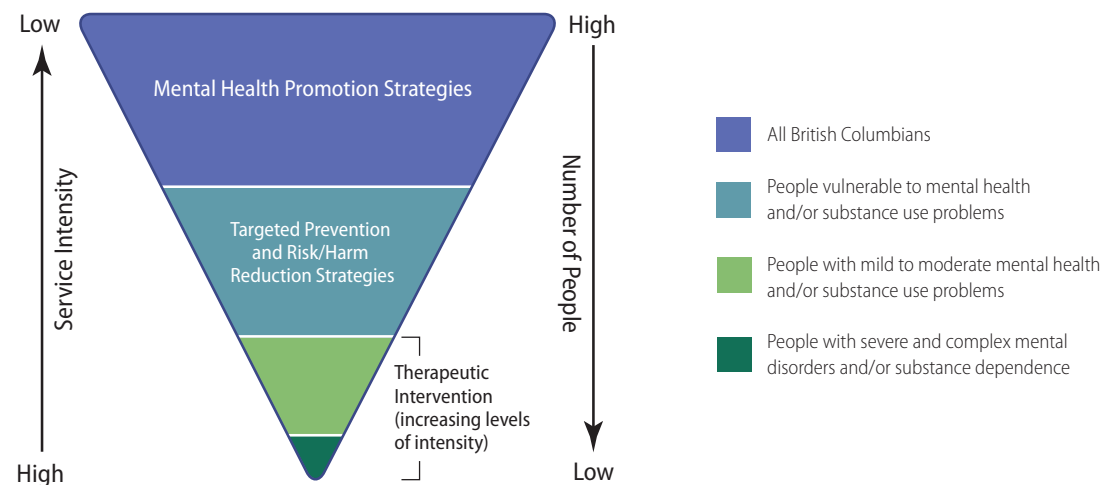 Low
High
Mental Health Promotion Strategies
Service Intensity
Number of People
Targeted Prevention
and Risk/Harm
Reduction Strategies
Therapeutic
Intervention
(increasing levels
of intensity)
High
Low
All British Columbians
People vulnerable to mental health
and/or substance use problems
People with mild to moderate mental health
and/or substance use problems
People with severe and complex mental
disorders and/or substance dependence